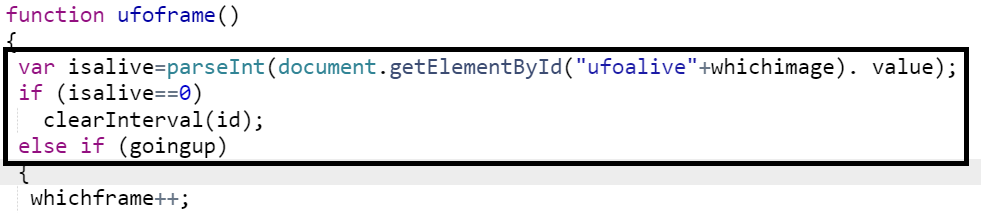 function ufoframe()
{
var isalive=parseInt(document.getElementById("ufoalive"+whichimage). value);
if (isalive==0)
clearInterval(id);
else if (goingup)
{
whichframe++;